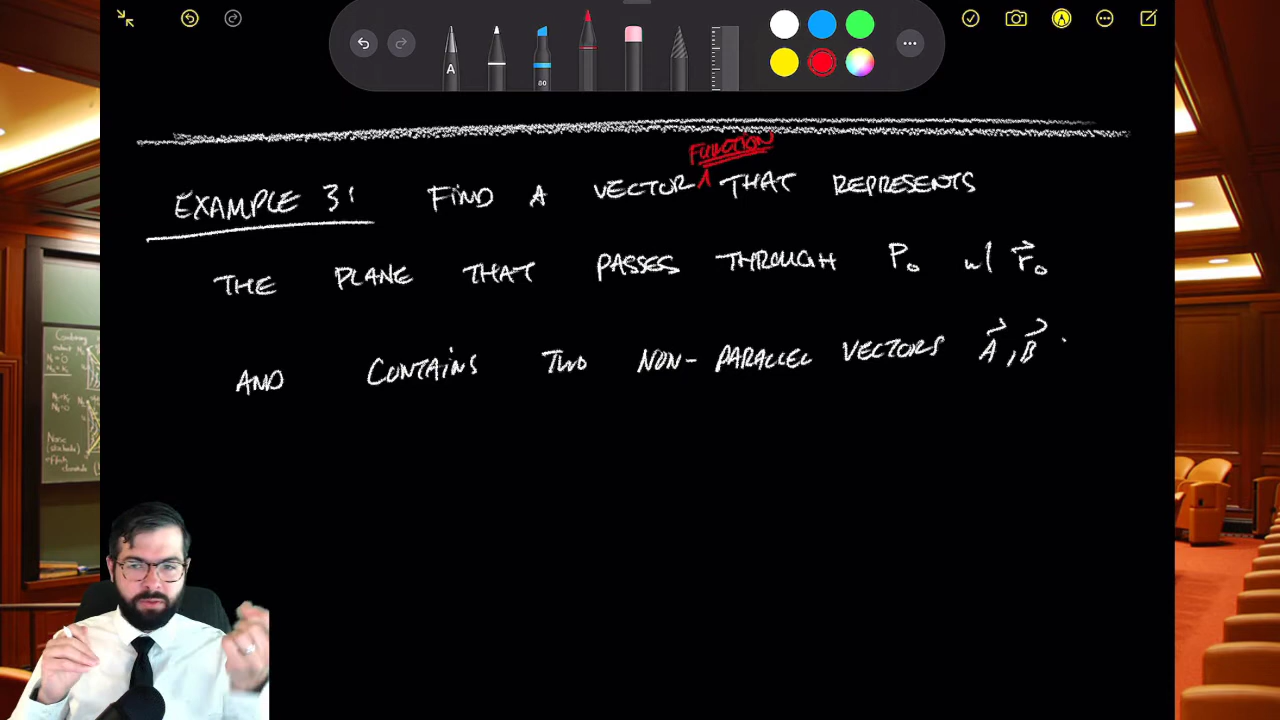 FUNCTION
EXAMPLE 3: FIND A VECTOR ^ THAT REPRESENTS
THE PLANE THAT PASSES THROUGH P₀ w/ r⃗₀
AND CONTAINS TWO NON-PARALLEL VECTORS A⃗, B⃗.
A
80